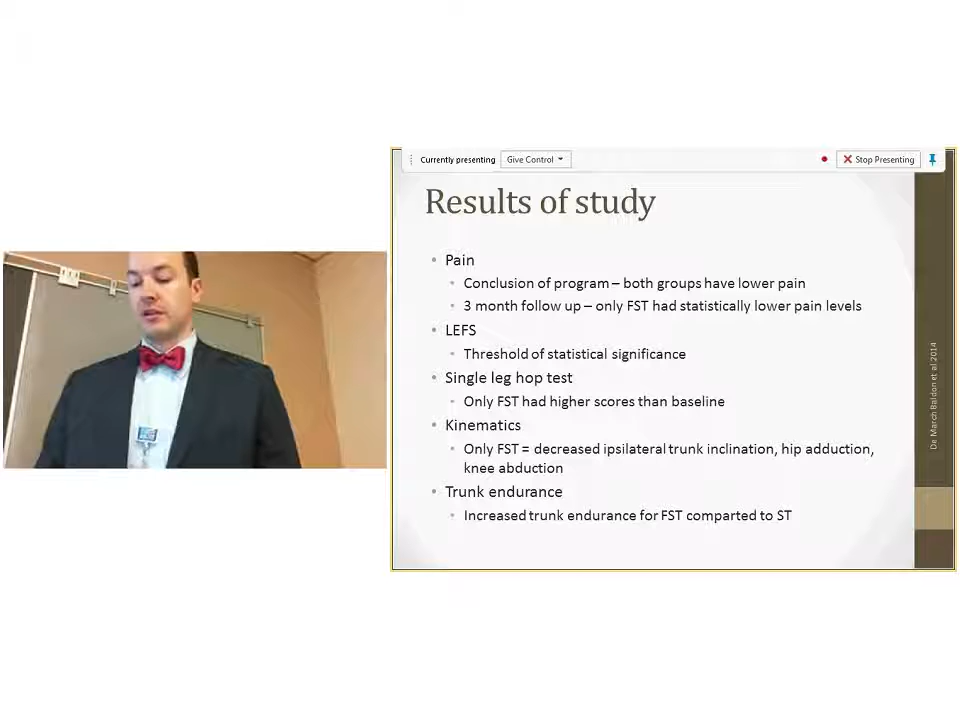 Currently presenting Give Control Stop Presenting
Results of study
Pain
Conclusion of program – both groups have lower pain
3 month follow up – only FST had statistically lower pain levels
LEFS
Threshold of statistical significance
Single leg hop test
Only FST had higher scores than baseline
Kinematics
Only FST = decreased ipsilateral trunk inclination, hip adduction,
knee abduction
Trunk endurance
Increased trunk endurance for FST comparted to ST
De March Baldon et al 2014